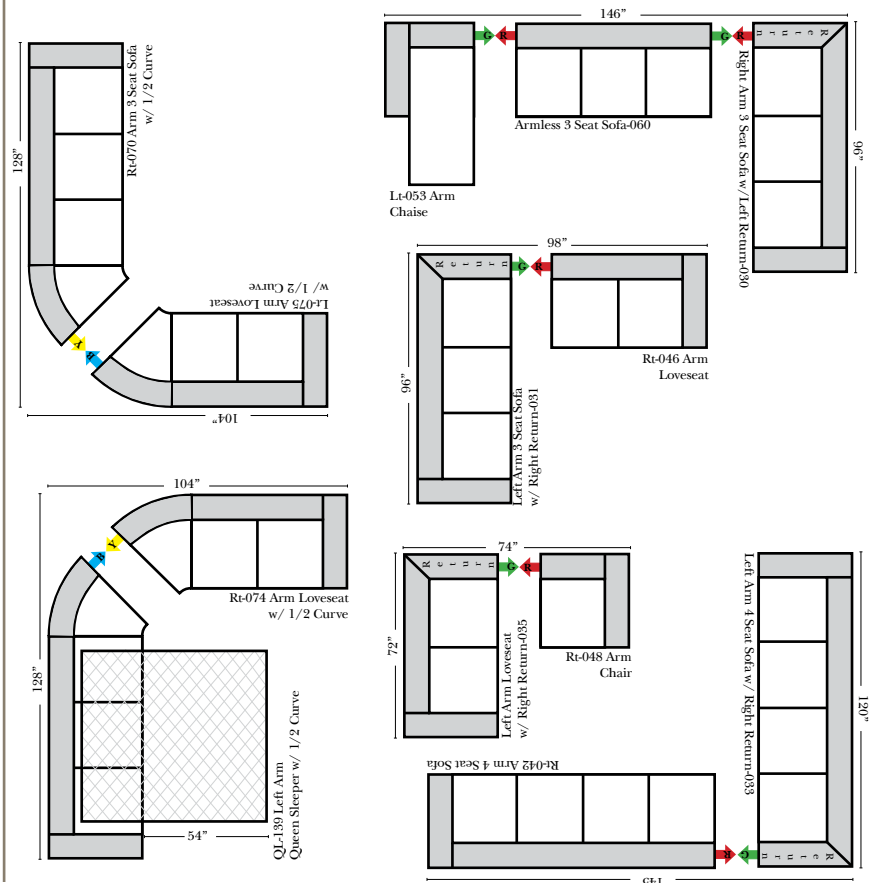 146”
G R
G R
Return
Armless 3 Seat Sofa-060
Lt-053 Arm
Chaise
Right Arm 3 Seat Sofa w/Left Return-030
96”
128”
Rt-070 Arm 3 Seat Sofa
w/ 1/2 Curve
Lt-075 Arm Loveseat
w/ 1/2 Curve
Y
B
104”
98”
Return
G R
Rt-046 Arm
Loveseat
96”
Left Arm 3 Seat Sofa
w/ Right Return-031
104”
B
Y
Rt-074 Arm Loveseat
w/ 1/2 Curve
128”
54”
QL-139 Left Arm
Queen Sleeper w/ 1/2 Curve
74”
Return
G R
Rt-048 Arm
Chair
72”
Left Arm Loveseat
w/ Right Return-035
Left Arm 4 Seat Sofa w/ Right Return-033
120”
Rt-042 Arm 4 Seat Sofa
R G
Return
145